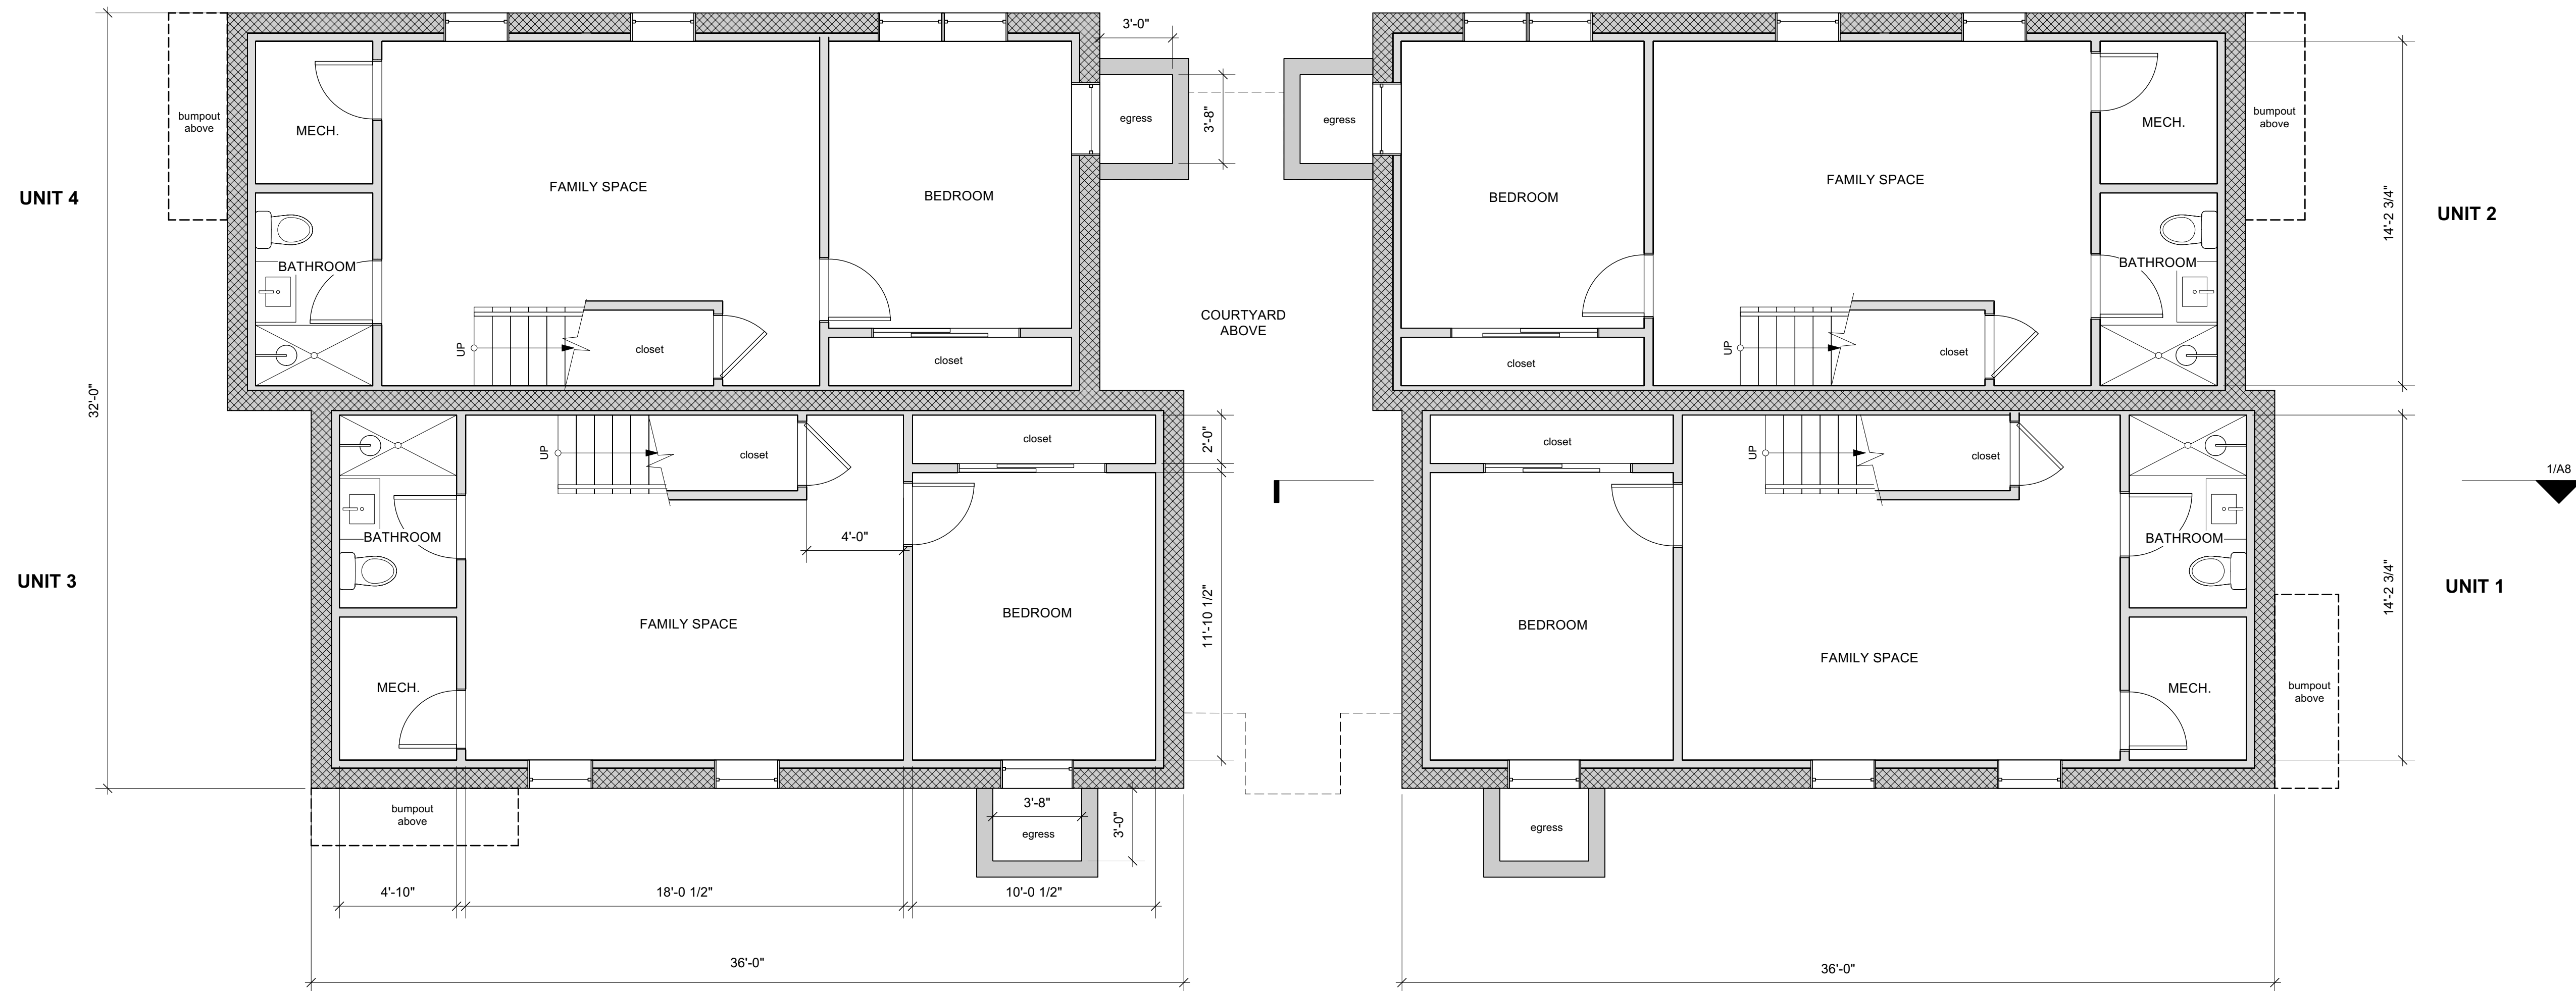 3'-0"
bumpout
above
MECH.
egress
3'-8"
FAMILY SPACE
BEDROOM
UNIT 4
BATHROOM
UP
closet
closet
32'-0"
egress
bumpout
above
MECH.
FAMILY SPACE
BEDROOM
14'-2 3/4"
UNIT 2
BATHROOM
COURTYARD
ABOVE
UP
closet
closet
closet
2'-0"
UP
closet
BATHROOM
4'-0"
UNIT 3
FAMILY SPACE
BEDROOM
11'-10 1/2"
MECH.
bumpout
above
3'-8"
egress
3'-0"
4'-10"
18'-0 1/2"
10'-0 1/2"
36'-0"
closet
UP
closet
1/A8
BATHROOM
14'-2 3/4"
UNIT 1
BEDROOM
FAMILY SPACE
MECH.
bumpout
above
egress
36'-0"